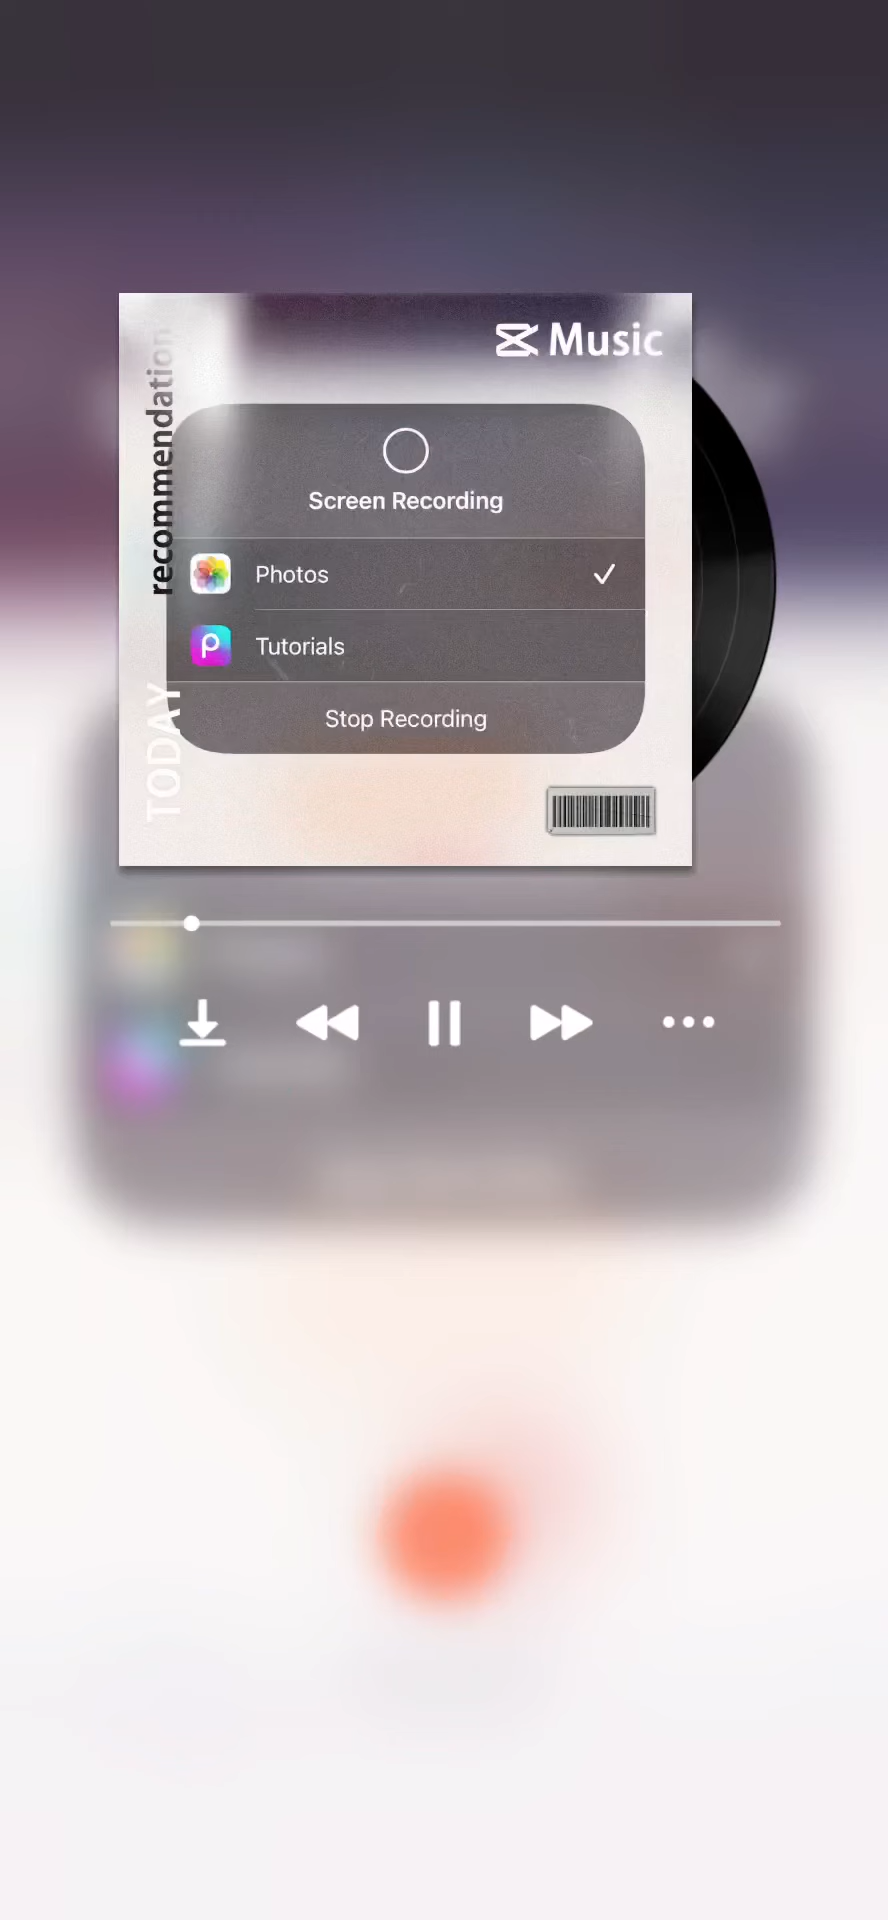 Music
recommendation
TODAY
Screen Recording
Photos
Tutorials
Stop Recording